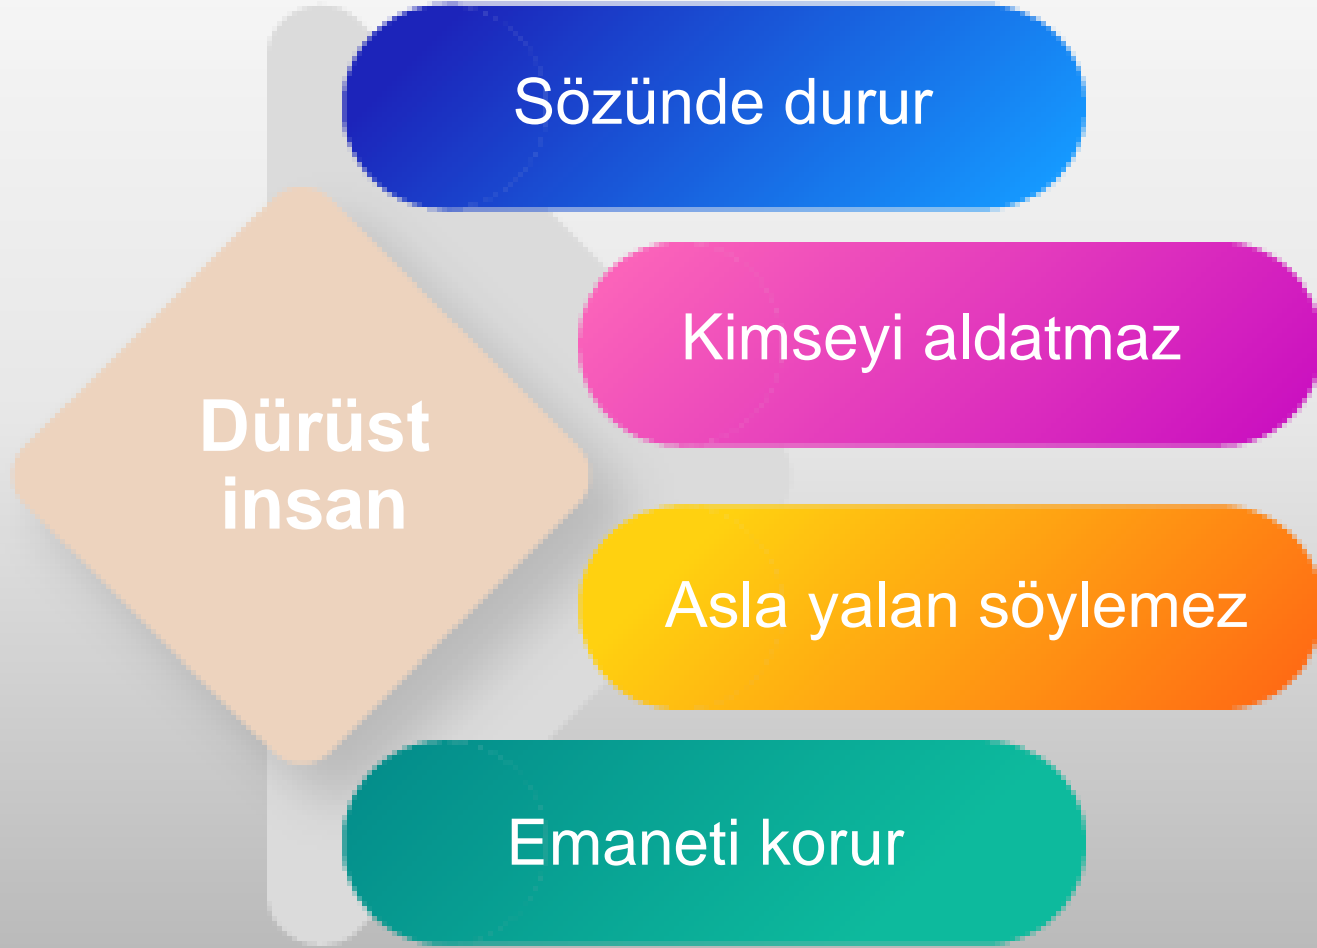 Sözünde durur
Kimseyi aldatmaz
Dürüst
insan
Asla yalan söylemez
Emaneti korur